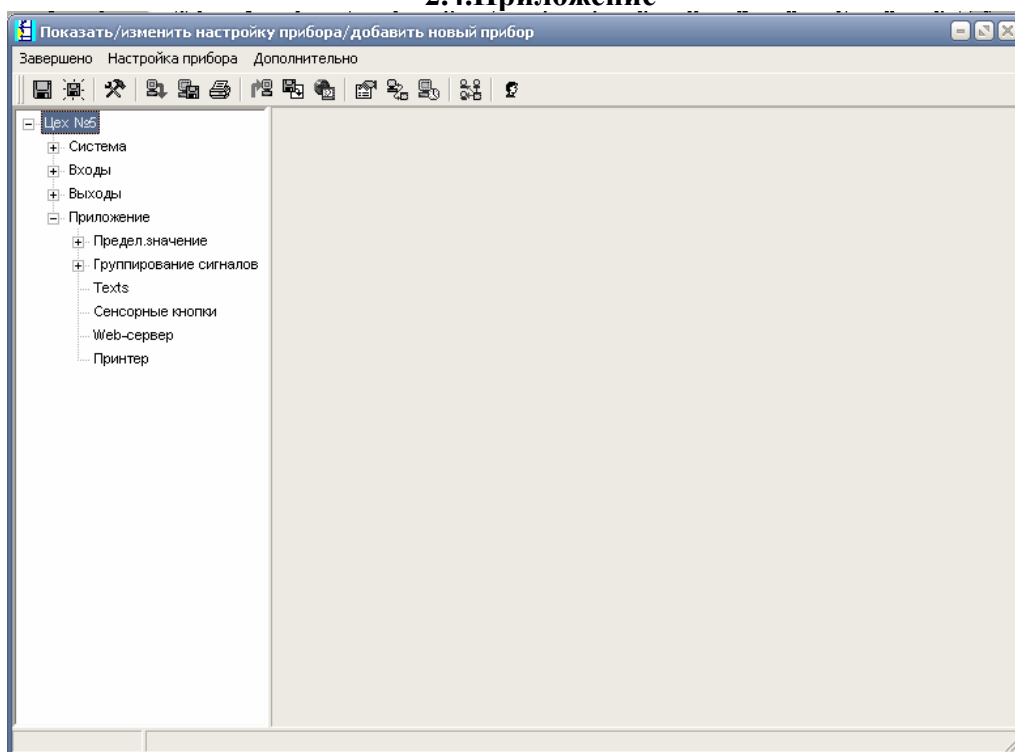 2.4.Приложение
Показать/изменить настройку прибора/добавить новый прибор
Завершено Настройка прибора Дополнительно
Цех №5
Система
Входы
Выходы
Приложение
Предел.значение
Группирование сигналов
Texts
Сенсорные кнопки
Web-сервер
Принтер